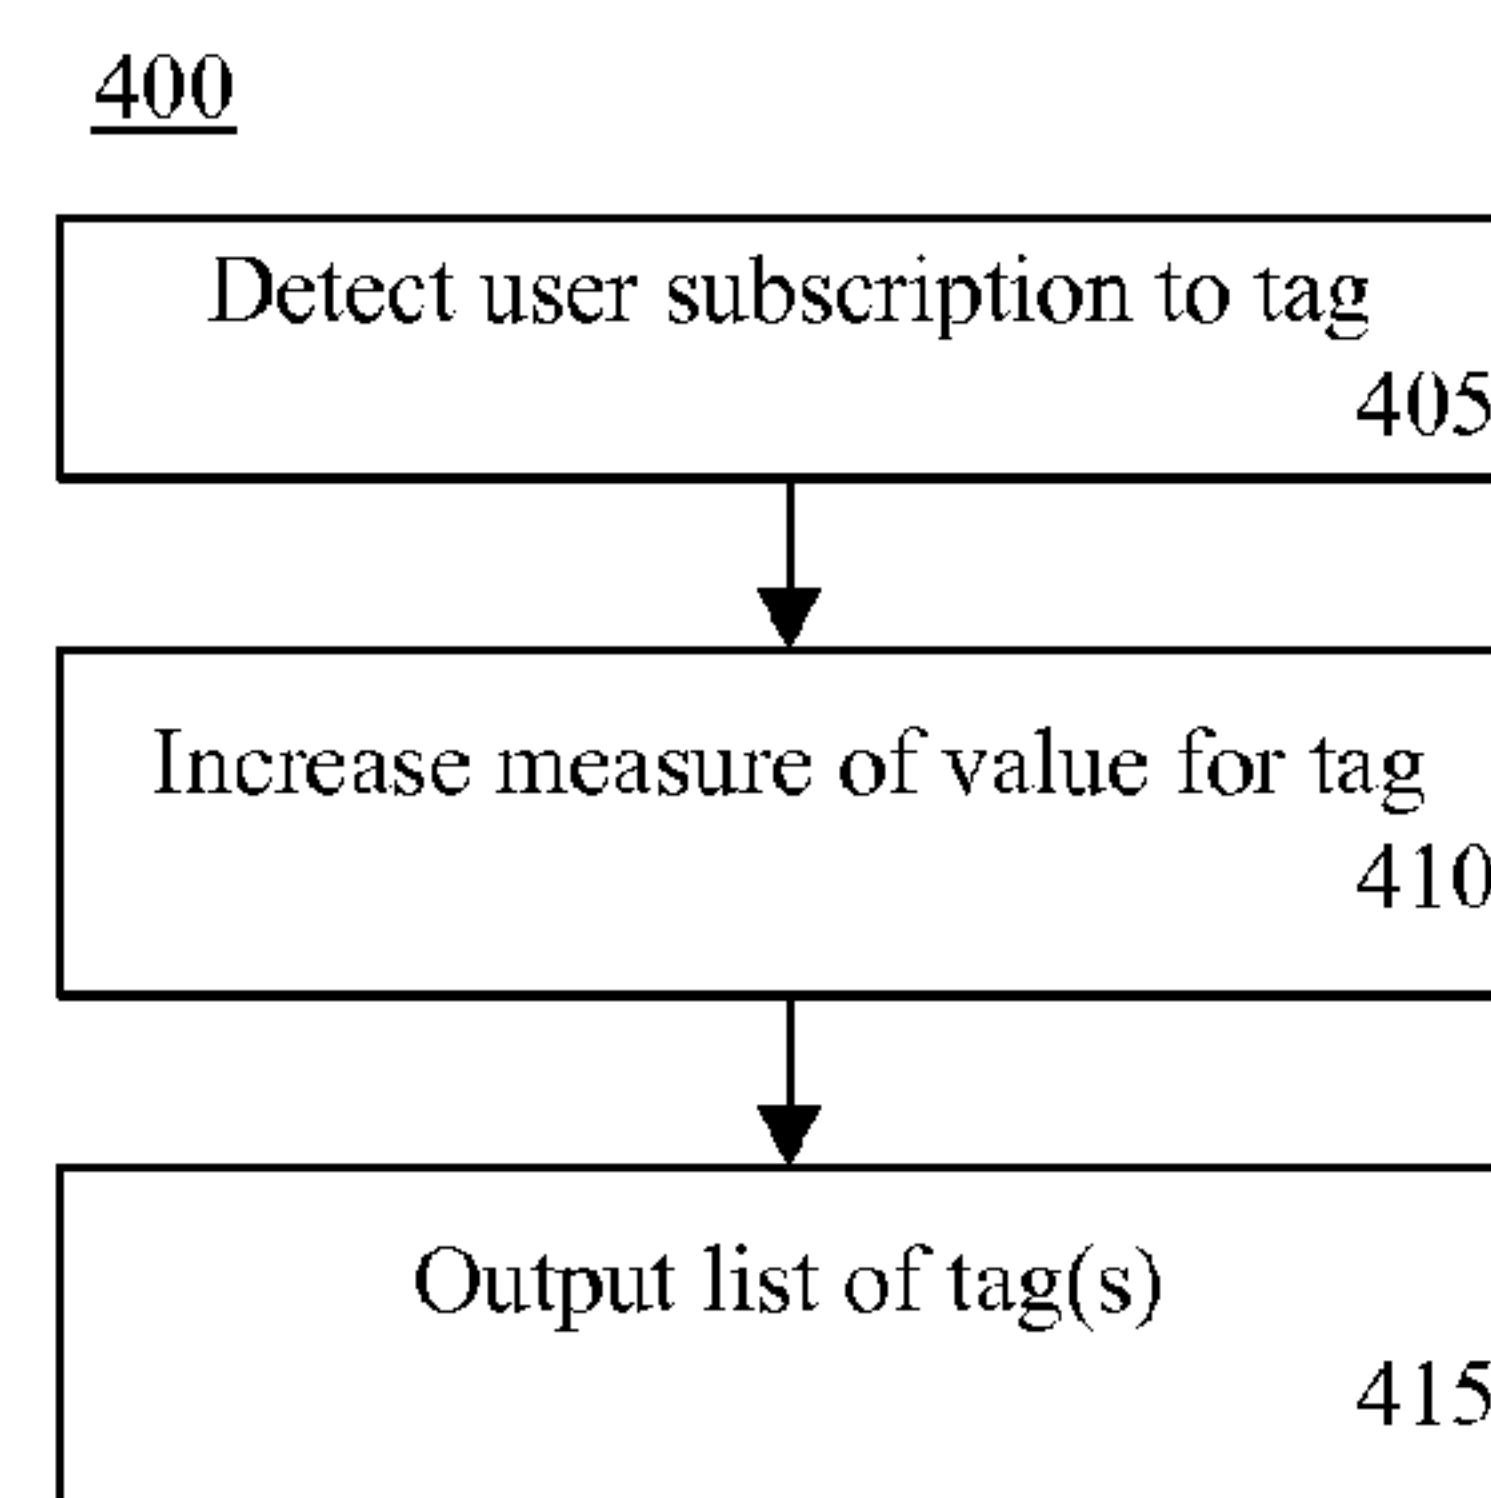 400
Detect user subscription to tag
405
Increase measure of value for tag
410
Output list of tag(s)
415